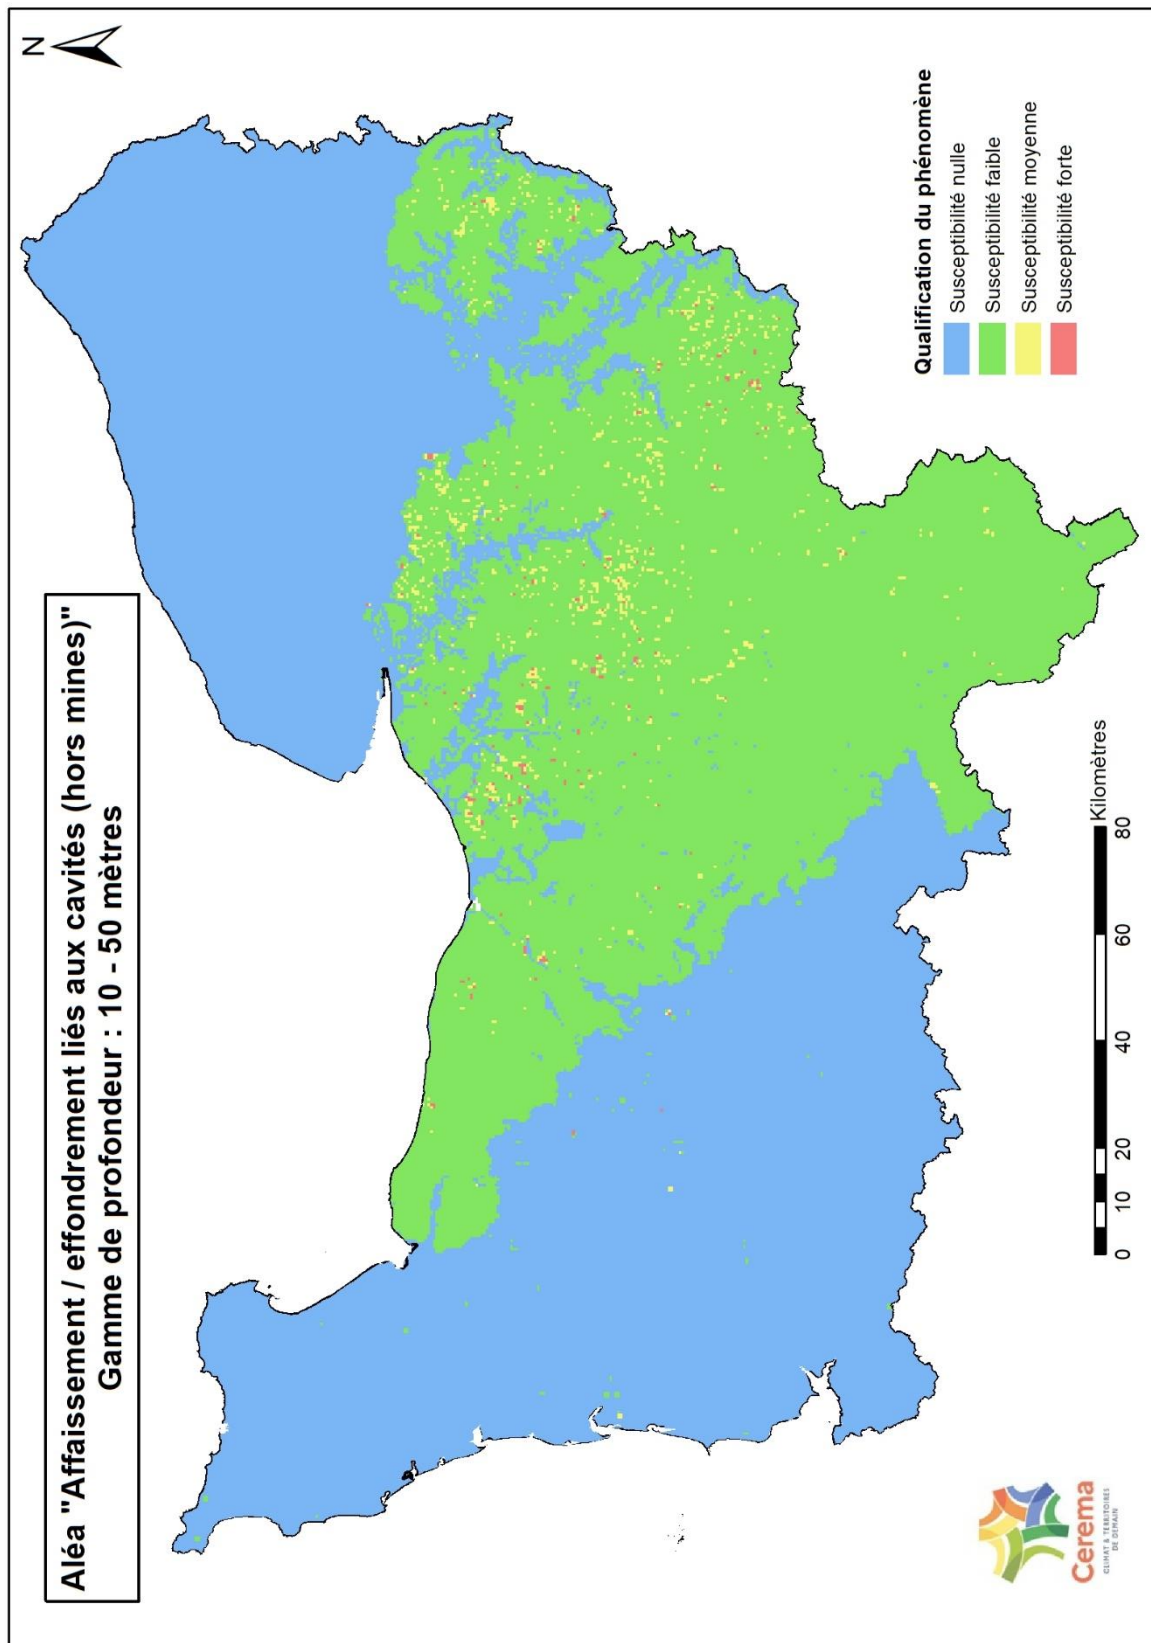 Aléa "Affaissement / effondrement liés aux cavités (hors mines)"
Gamme de profondeur : 10 - 50 mètres
N
Qualification du phénomène
Susceptibilité nulle
Susceptibilité faible
Susceptibilité moyenne
Susceptibilité forte
Kilomètres
0 10 20 40 60 80
Cerema
CLIMAT & TERRITOIRES
DE DEMAIN